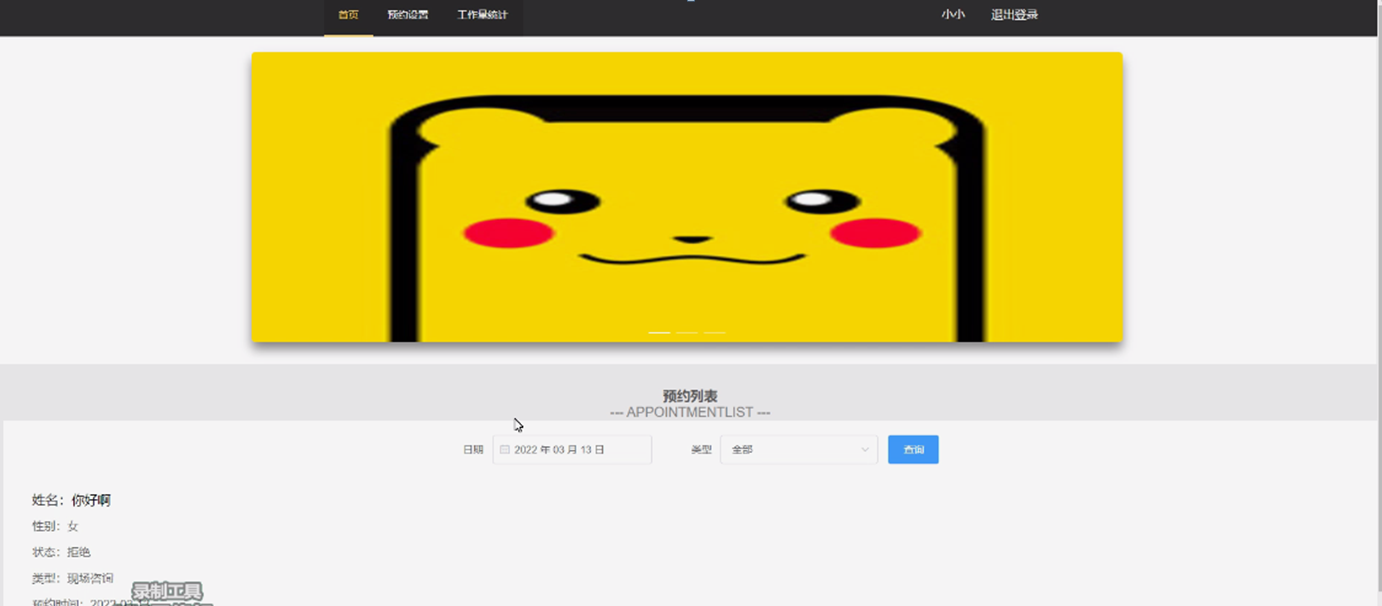 首页 预约设置 工作量统计 小小 退出登录
预约列表
--- APPOINTMENTLIST ---
日期 2022 年 03 月 13 日 类型 全部 查询
姓名：你好啊
性别：女
状态：拒绝
类型：现场咨询
录制工具
预约时间：2022-03